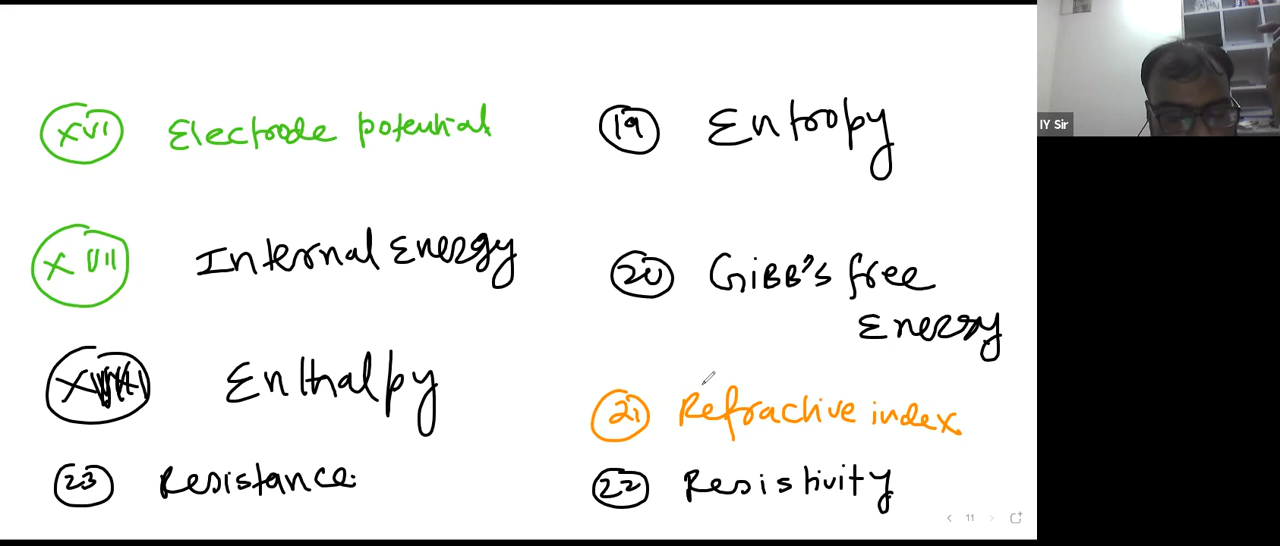 XVI Electrode potential
XVII Internal Energy
Enthalpy
23 Resistance
19 Entropy
20 GiBB's free
Energy
21 Refractive index
22 Resistivity
IY Sir
11